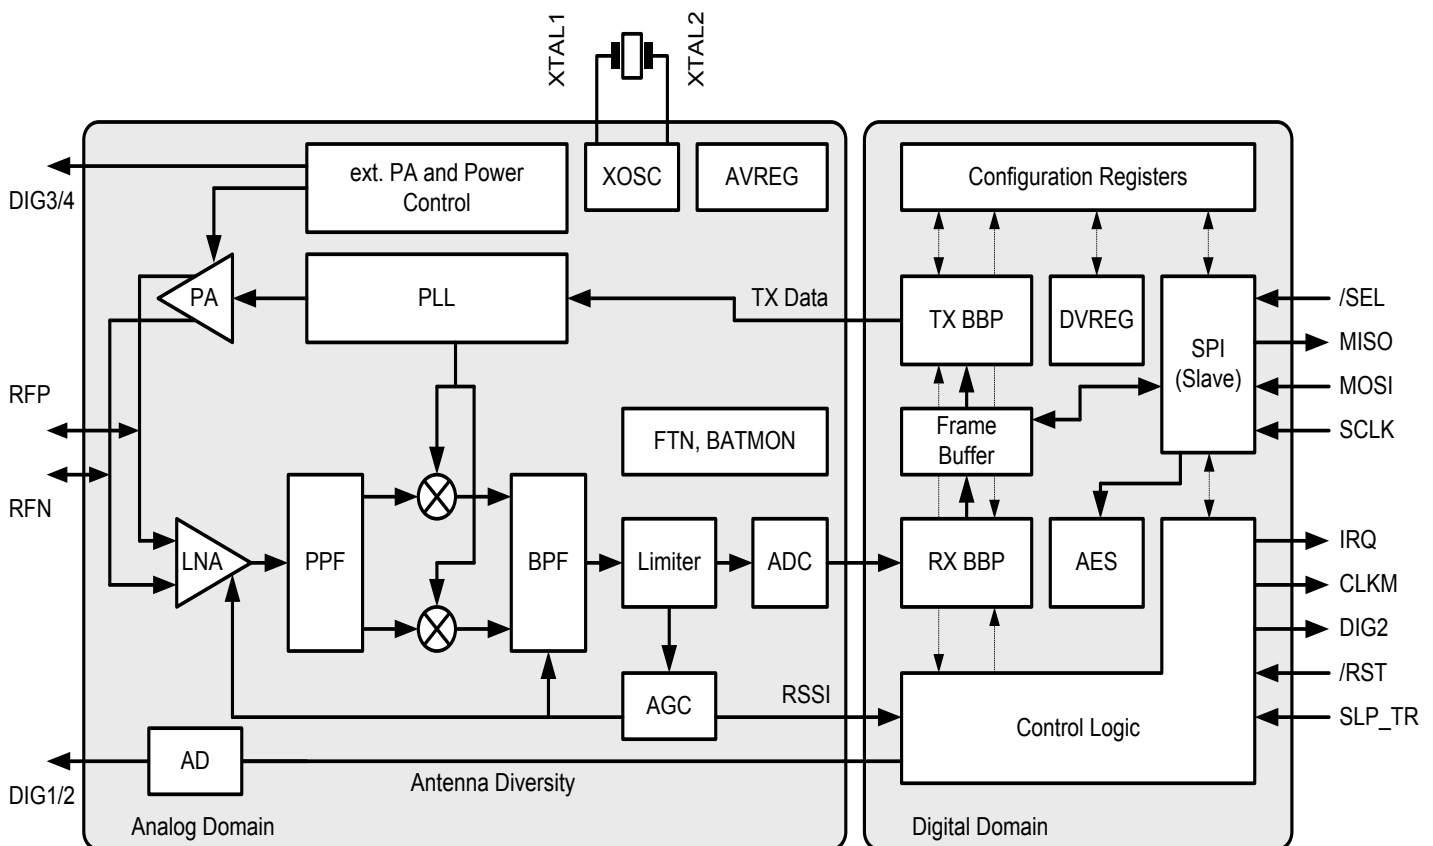 XTAL1
XTAL2
DIG3/4
ext. PA and Power
Control
XOSC
AVREG
Configuration Registers
PA
PLL
TX Data
TX BBP
DVREG
SPI
(Slave)
/SEL
MISO
MOSI
SCLK
RFP
RFN
FTN, BATMON
Frame
Buffer
LNA
PPF
BPF
Limiter
ADC
RX BBP
AES
IRQ
CLKM
DIG2
/RST
SLP_TR
AGC
RSSI
Control Logic
AD
DIG1/2
Antenna Diversity
Analog Domain
Digital Domain